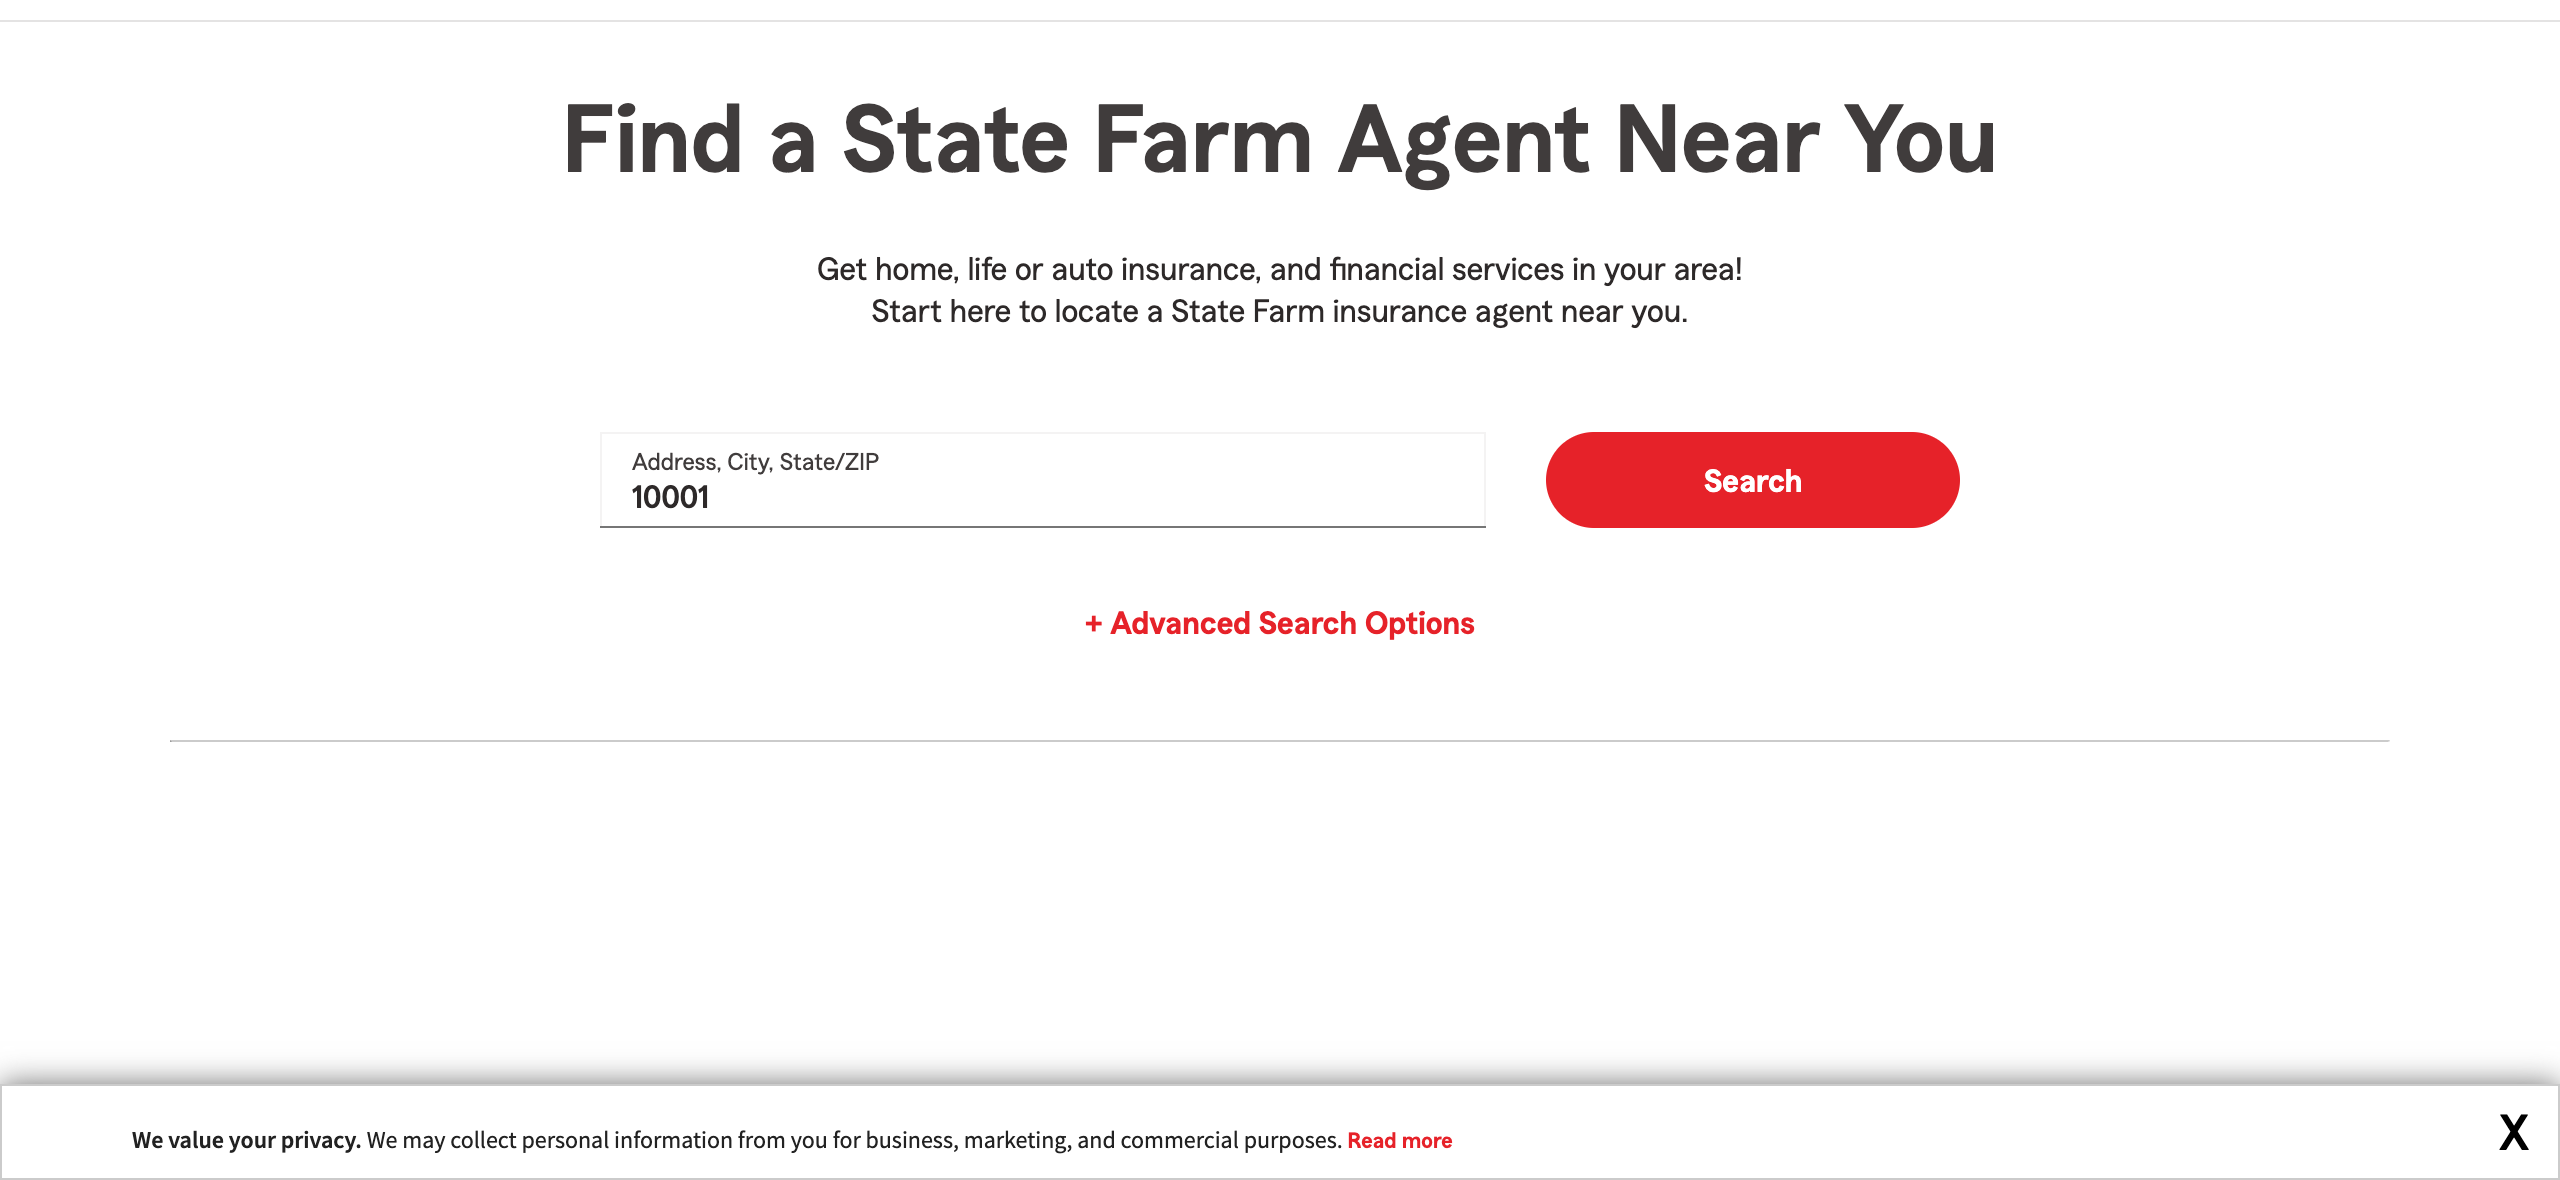 Find a State Farm Agent Near You
Get home, life or auto insurance, and financial services in your area!
Start here to locate a State Farm insurance agent near you.
Address, City, State/ZIP
10001
Search
+ Advanced Search Options
We value your privacy. We may collect personal information from you for business, marketing, and commercial purposes. Read more
X